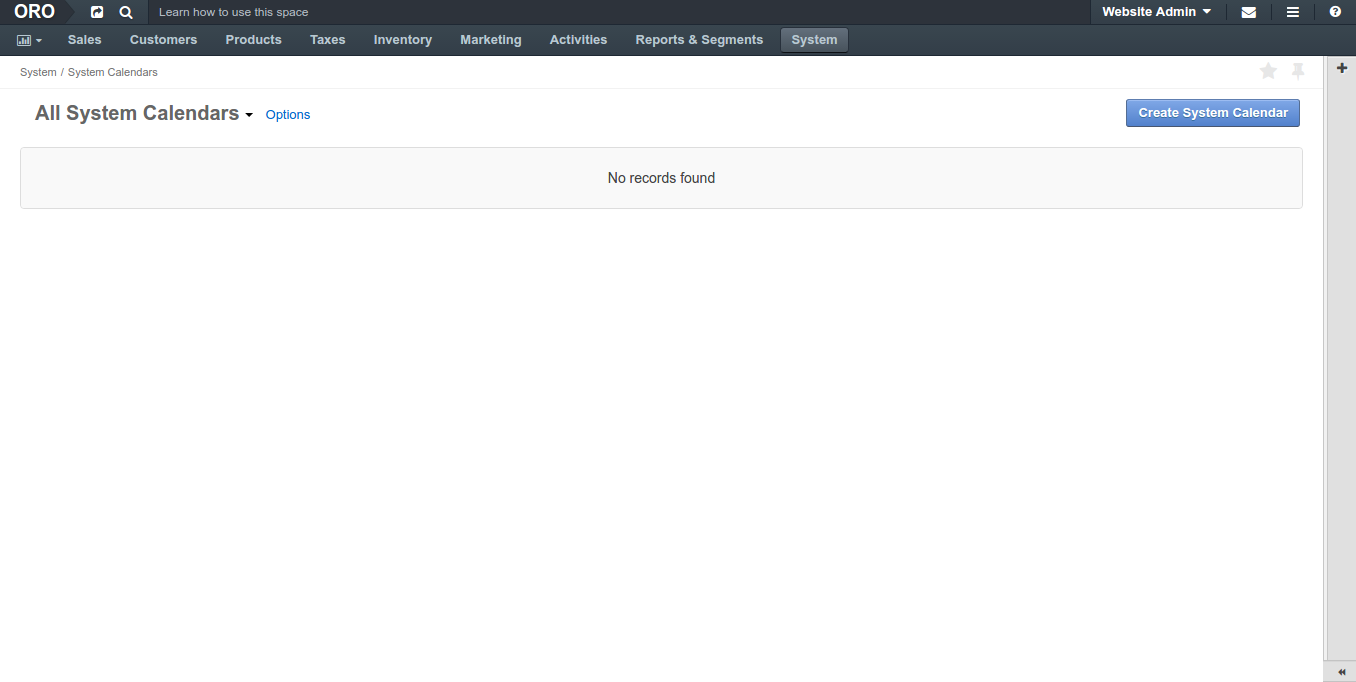 ORO Learn how to use this space Website Admin
Sales Customers Products Taxes Inventory Marketing Activities Reports & Segments System
System / System Calendars
All System Calendars Options Create System Calendar
No records found